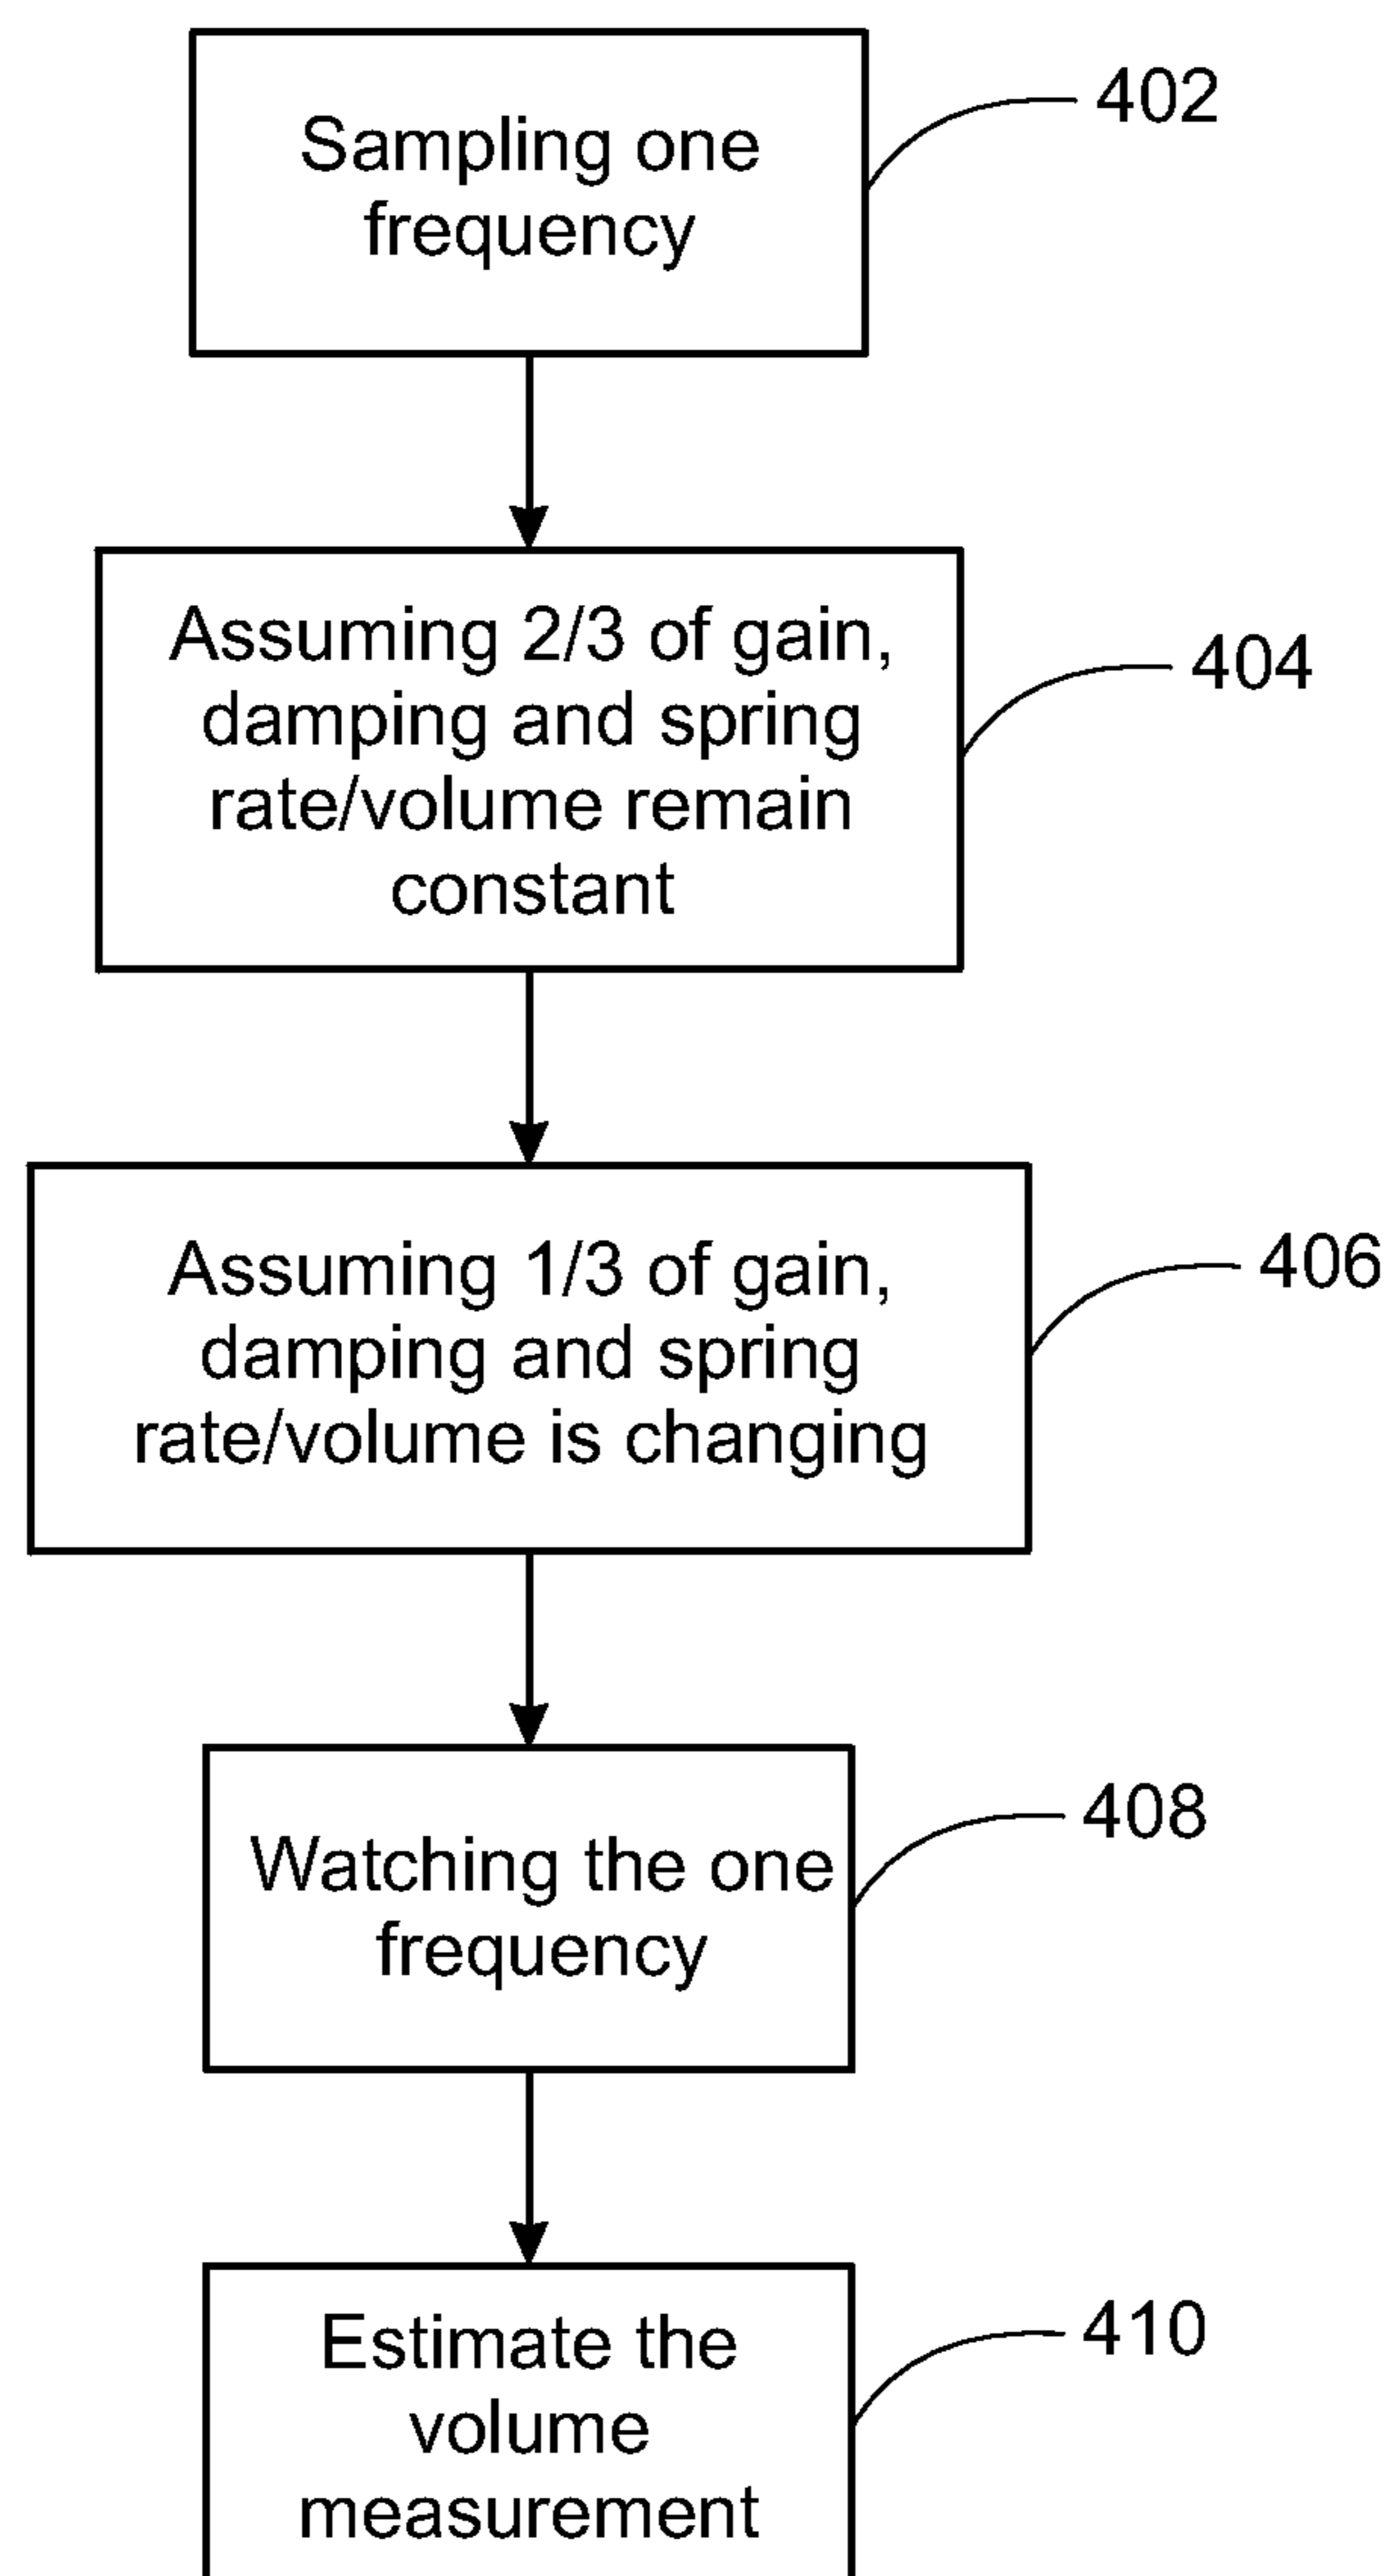 Sampling one
frequency
402
Assuming 2/3 of gain,
damping and spring
rate/volume remain
constant
404
Assuming 1/3 of gain,
damping and spring
rate/volume is changing
406
Watching the one
frequency
408
Estimate the
volume
measurement
410